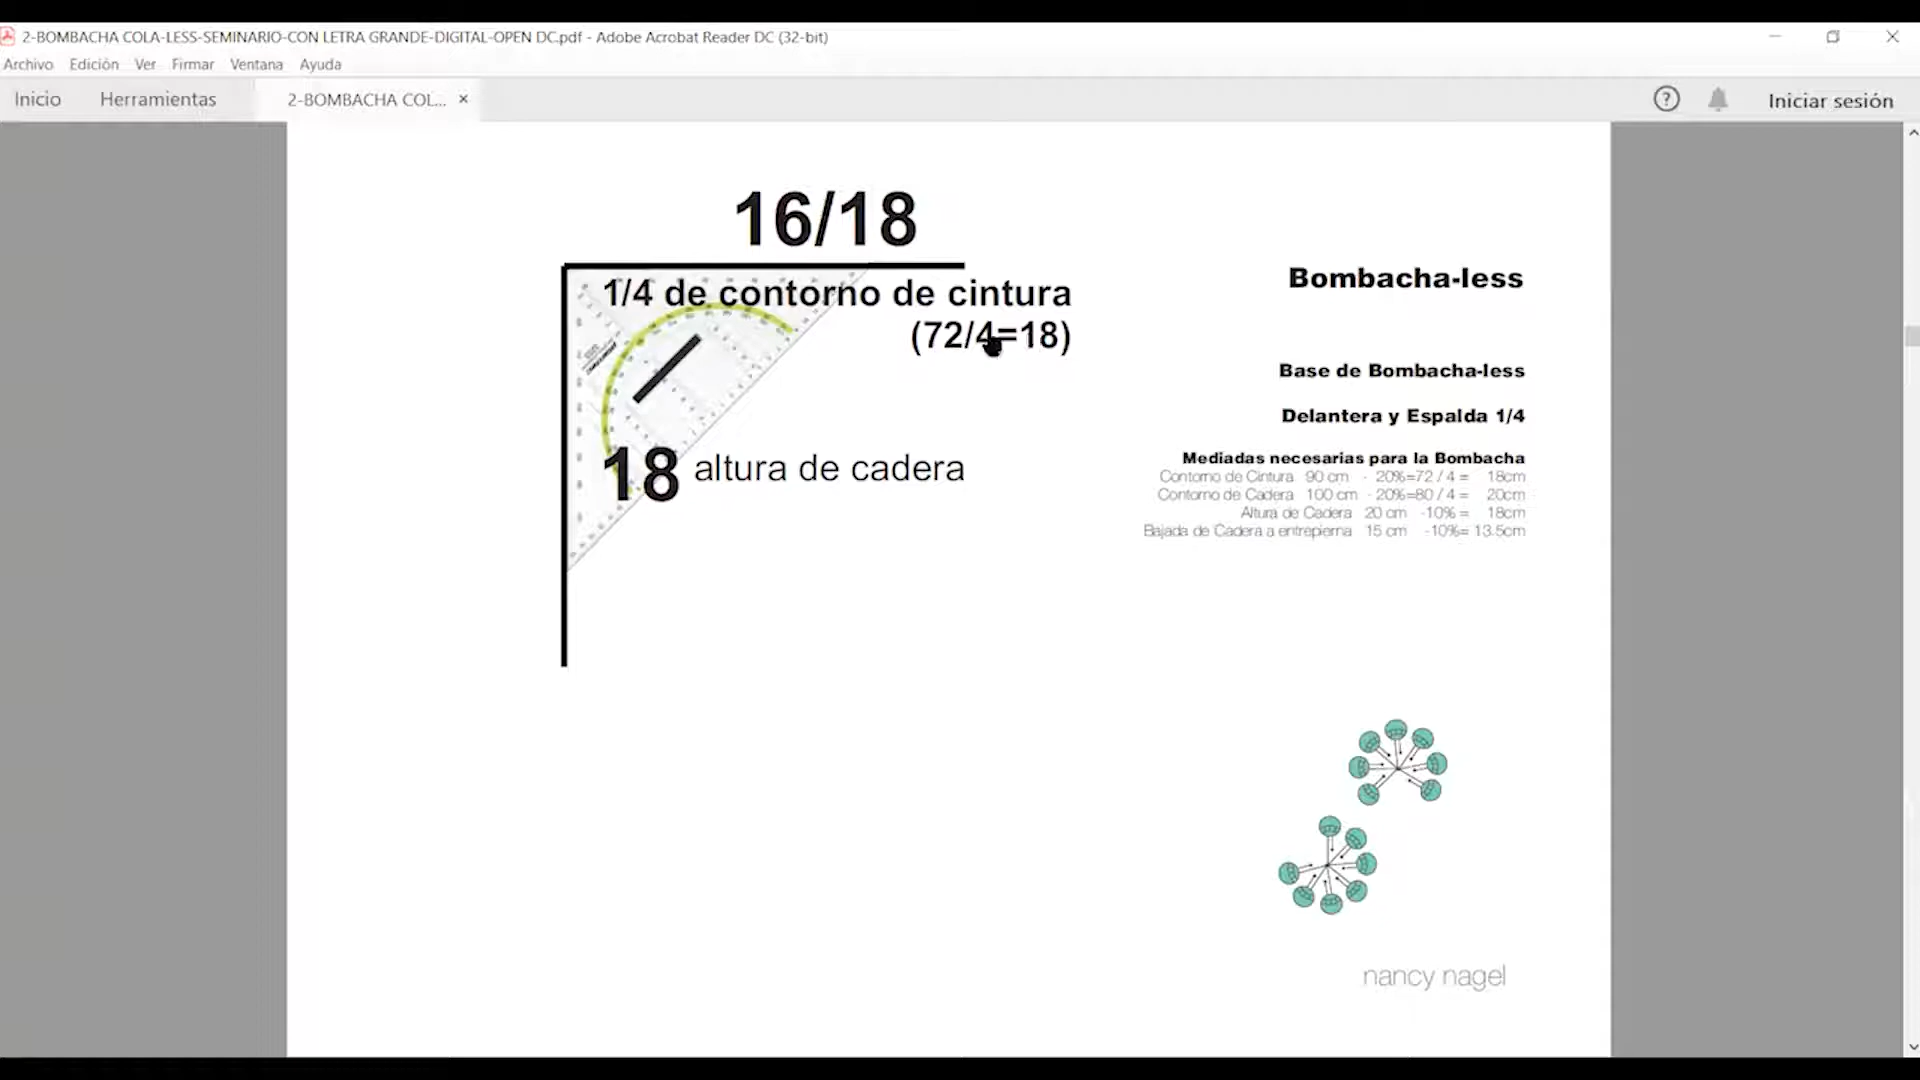 2-BOMBACHA COLA-LESS-SEMINARIO-CON LETRA GRANDE-DIGITAL-OPEN DC.pdf - Adobe Acrobat Reader DC (32-bit)
Archivo Edición Ver Firmar Ventana Ayuda
Inicio Herramientas 2-BOMBACHA COL... × Iniciar sesión
16/18
1/4 de contorno de cintura
(72/4=18)
18 altura de cadera
Bombacha-less
Base de Bombacha-less
Delantera y Espalda 1/4
Mediadas necesarias para la Bombacha
Contorno de Cintura 90 cm - 20%=72 / 4 = 18cm
Contorno de Cadera 100 cm - 20%=80 / 4 = 20cm
Altura de Cadera 20 cm -10% = 18cm
Bajada de Cadera a entrepierna 15 cm -10%= 13.5cm
nancy nagel